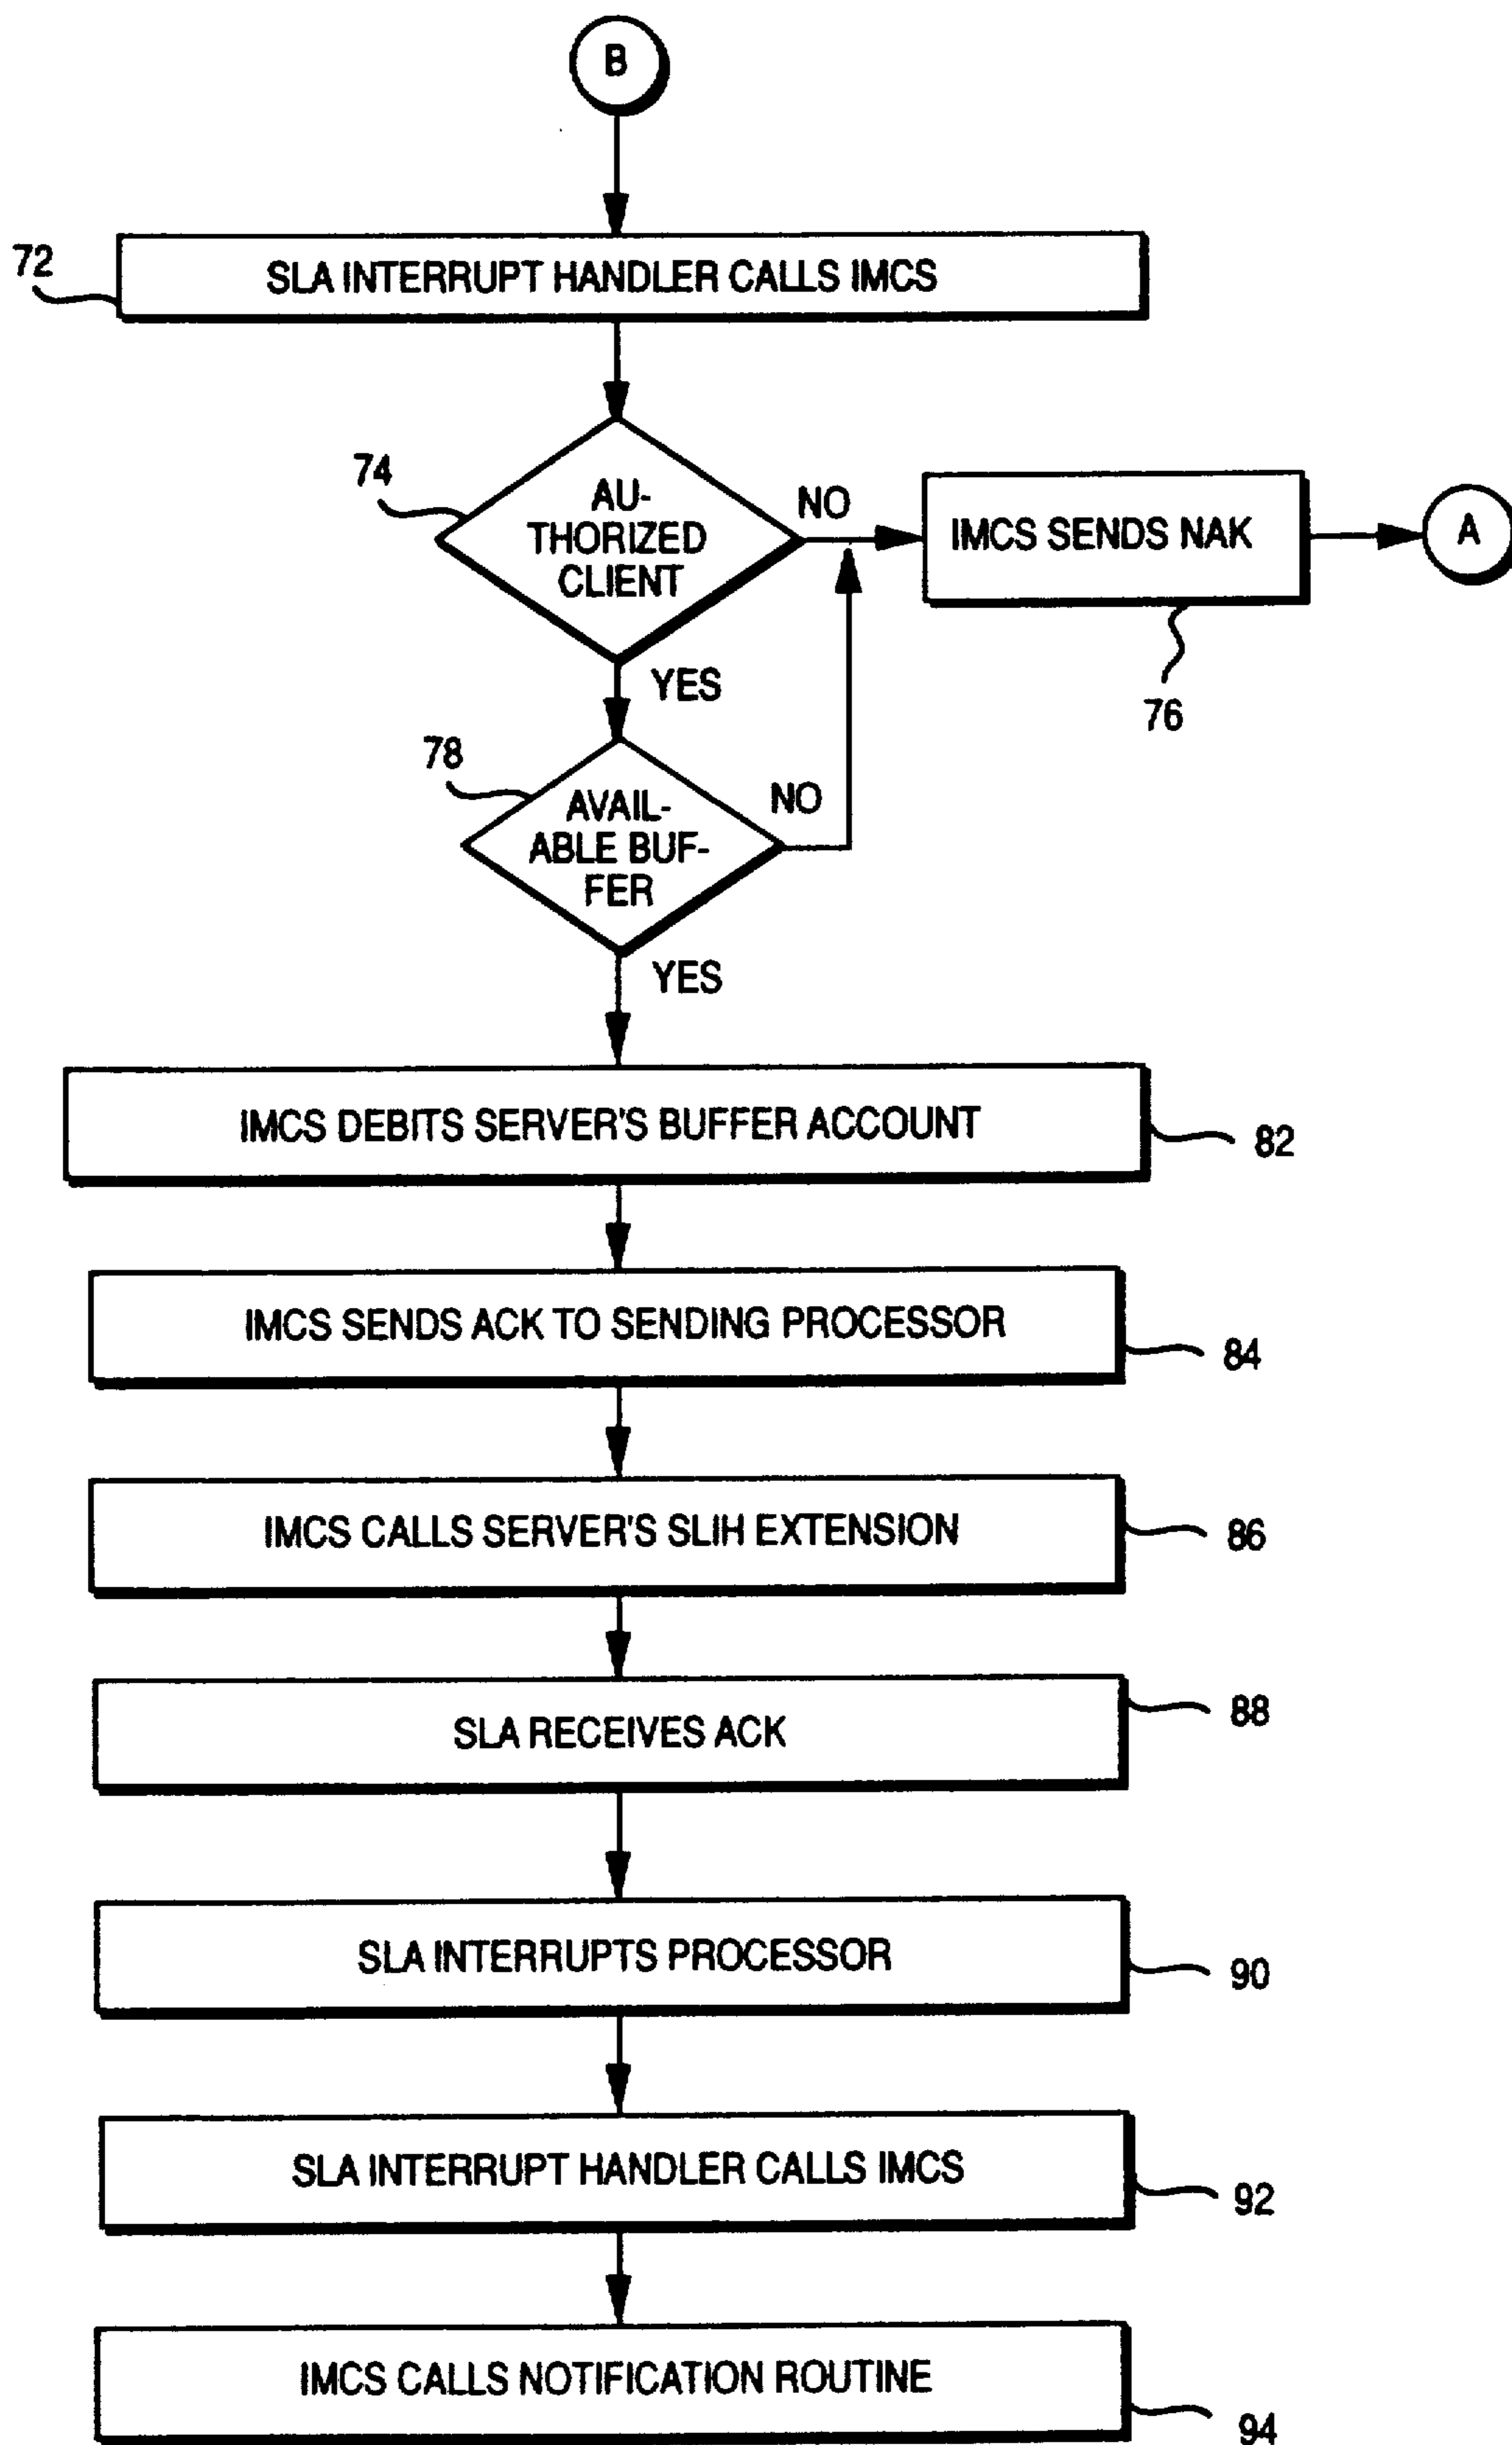 B
72
SLA INTERRUPT HANDLER CALLS IMCS
74
AU-
THORIZED
CLIENT
NO
IMCS SENDS NAK
A
76
YES
78
AVAIL-
ABLE BUF-
FER
NO
YES
IMCS DEBITS SERVER'S BUFFER ACCOUNT
82
IMCS SENDS ACK TO SENDING PROCESSOR
84
IMCS CALLS SERVER'S SLIH EXTENSION
86
SLA RECEIVES ACK
88
SLA INTERRUPTS PROCESSOR
90
SLA INTERRUPT HANDLER CALLS IMCS
92
IMCS CALLS NOTIFICATION ROUTINE
94